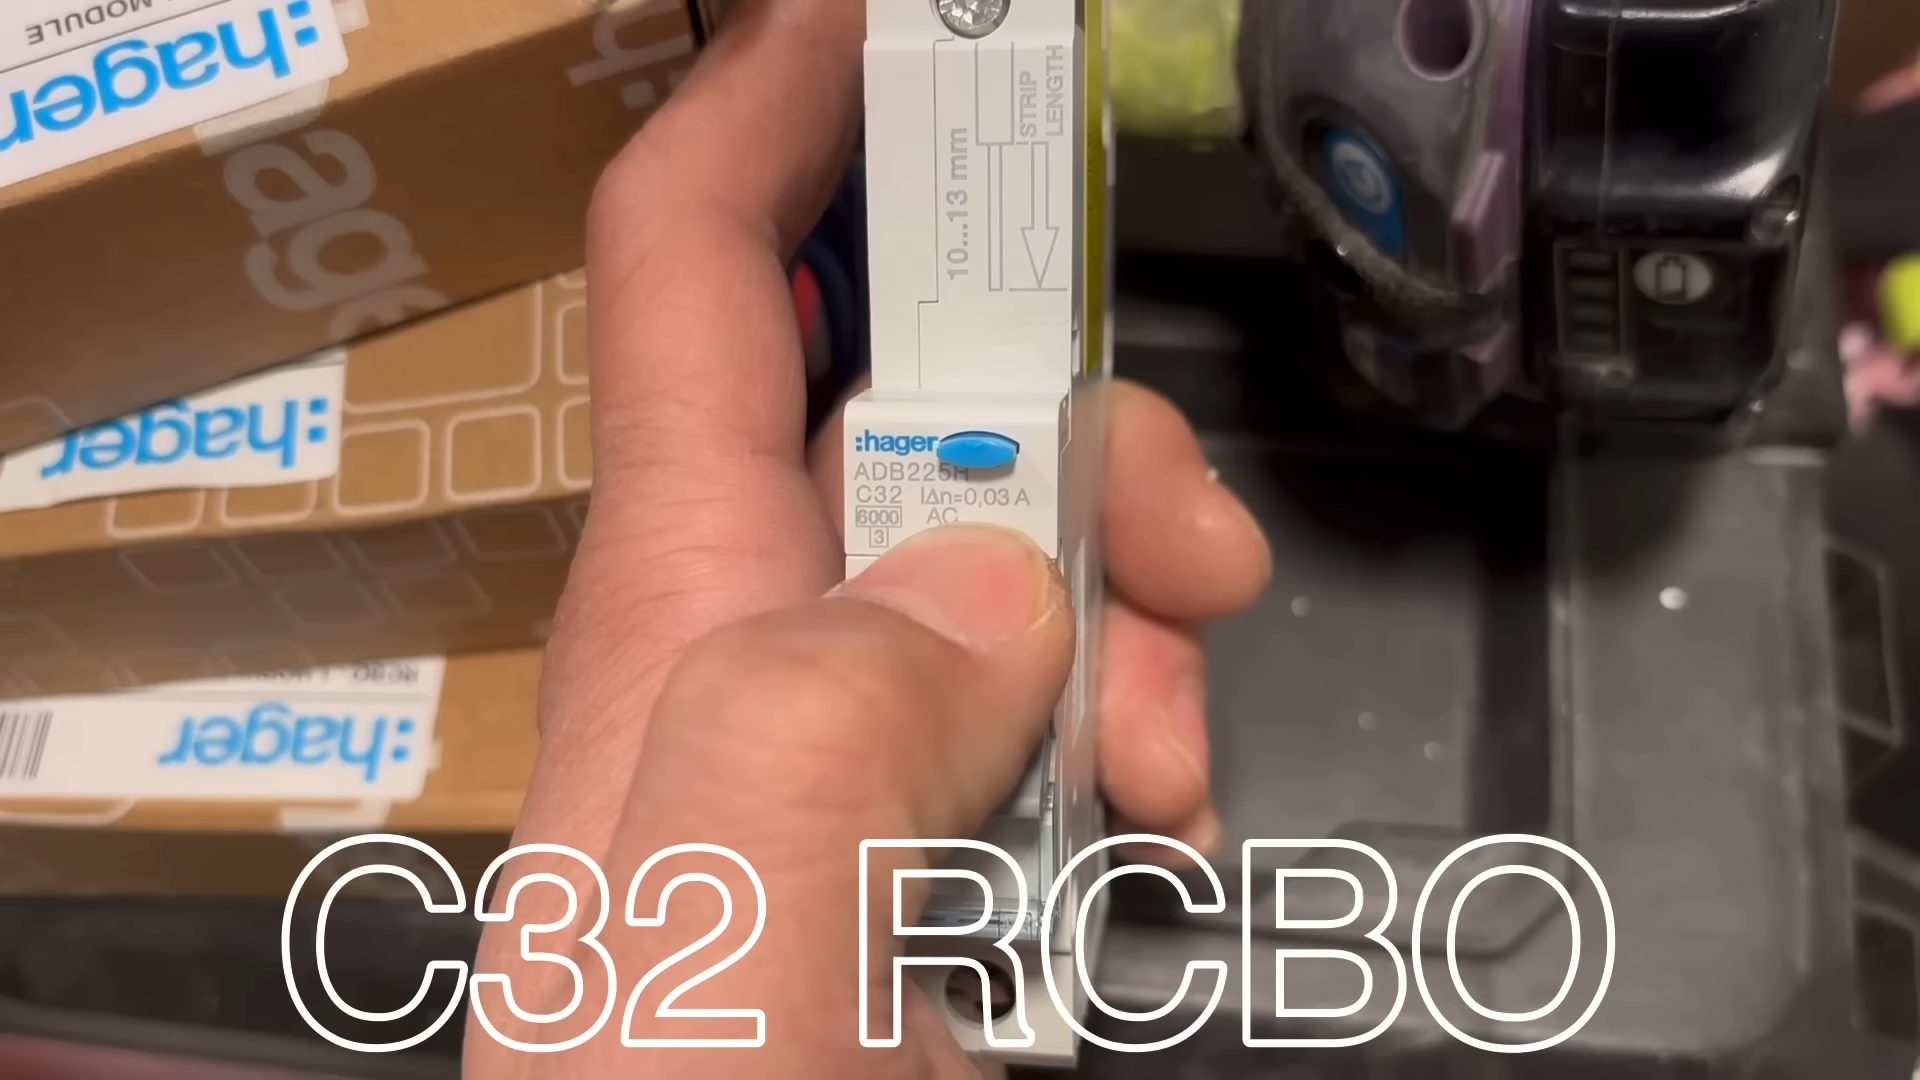 MODULE
:hager
hager
STRIP
LENGTH
10...13 mm
:hager
ADB225H
C32 IΔn=0,03 A
6000 AC
3
:hager
RCBO
:hager
C32 RCBO